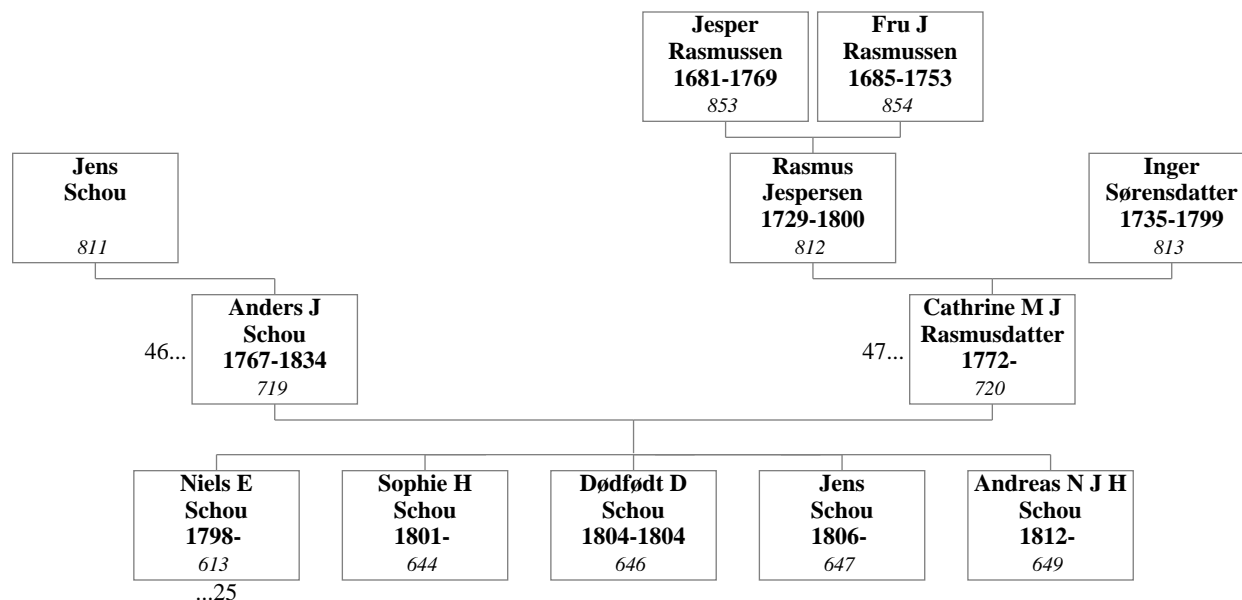 Jesper
Rasmussen
1681-1769
853
Fru J
Rasmussen
1685-1753
854
Jens
Schou
811
Rasmus
Jespersen
1729-1800
812
Inger
Sørensdatter
1735-1799
813
46...
Anders J
Schou
1767-1834
719
47...
Cathrine M J
Rasmusdatter
1772-
720
Niels E
Schou
1798-
613
...25
Sophie H
Schou
1801-
644
Dødfødt D
Schou
1804-1804
646
Jens
Schou
1806-
647
Andreas N J H
Schou
1812-
649